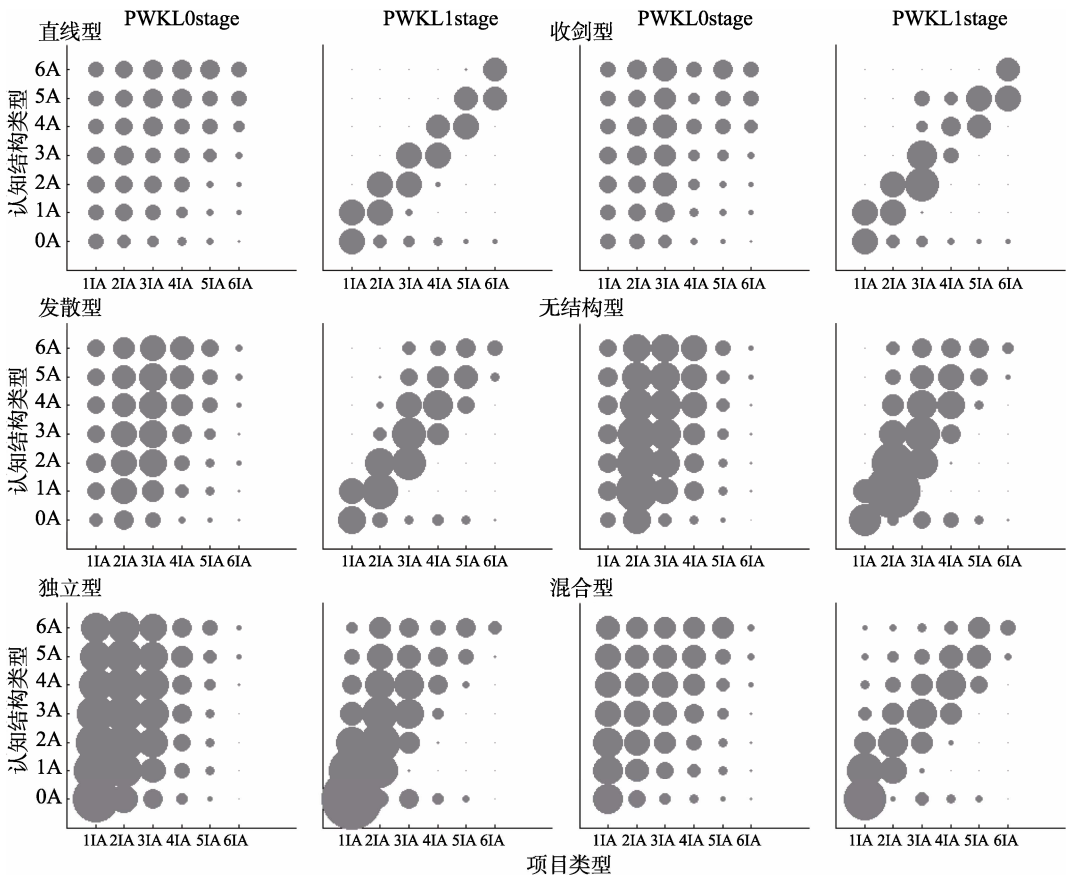 PWKL0stage PWKL1stage PWKL0stage PWKL1stage
直线型 收剑型
认知结构类型
6A
5A
4A
3A
2A
1A
0A
1IA 2IA 3IA 4IA 5IA 6IA 1IA 2IA 3IA 4IA 5IA 6IA 1IA 2IA 3IA 4IA 5IA 6IA 1IA 2IA 3IA 4IA 5IA 6IA
发散型 无结构型
认知结构类型
6A
5A
4A
3A
2A
1A
0A
1IA 2IA 3IA 4IA 5IA 6IA 1IA 2IA 3IA 4IA 5IA 6IA 1IA 2IA 3IA 4IA 5IA 6IA 1IA 2IA 3IA 4IA 5IA 6IA
独立型 混合型
认知结构类型
6A
5A
4A
3A
2A
1A
0A
1IA 2IA 3IA 4IA 5IA 6IA 1IA 2IA 3IA 4IA 5IA 6IA 1IA 2IA 3IA 4IA 5IA 6IA 1IA 2IA 3IA 4IA 5IA 6IA
项目类型